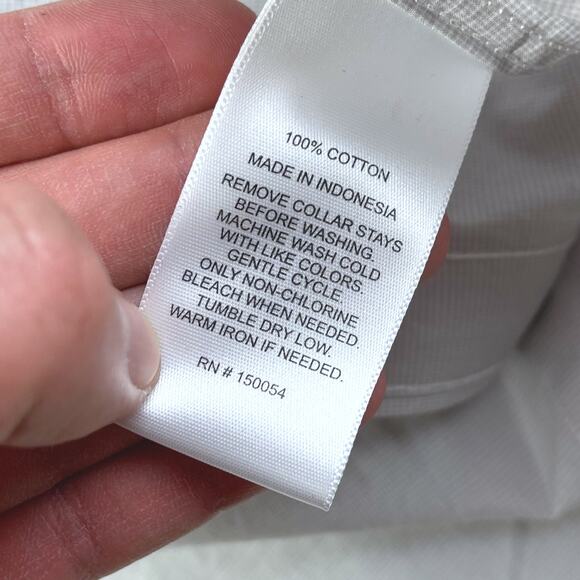 100% COTTON
MADE IN INDONESIA
REMOVE COLLAR STAYS
BEFORE WASHING.
MACHINE WASH COLD
WITH LIKE COLORS.
GENTLE CYCLE.
ONLY NON-CHLORINE
BLEACH WHEN NEEDED.
TUMBLE DRY LOW.
WARM IRON IF NEEDED.
RN # 150054